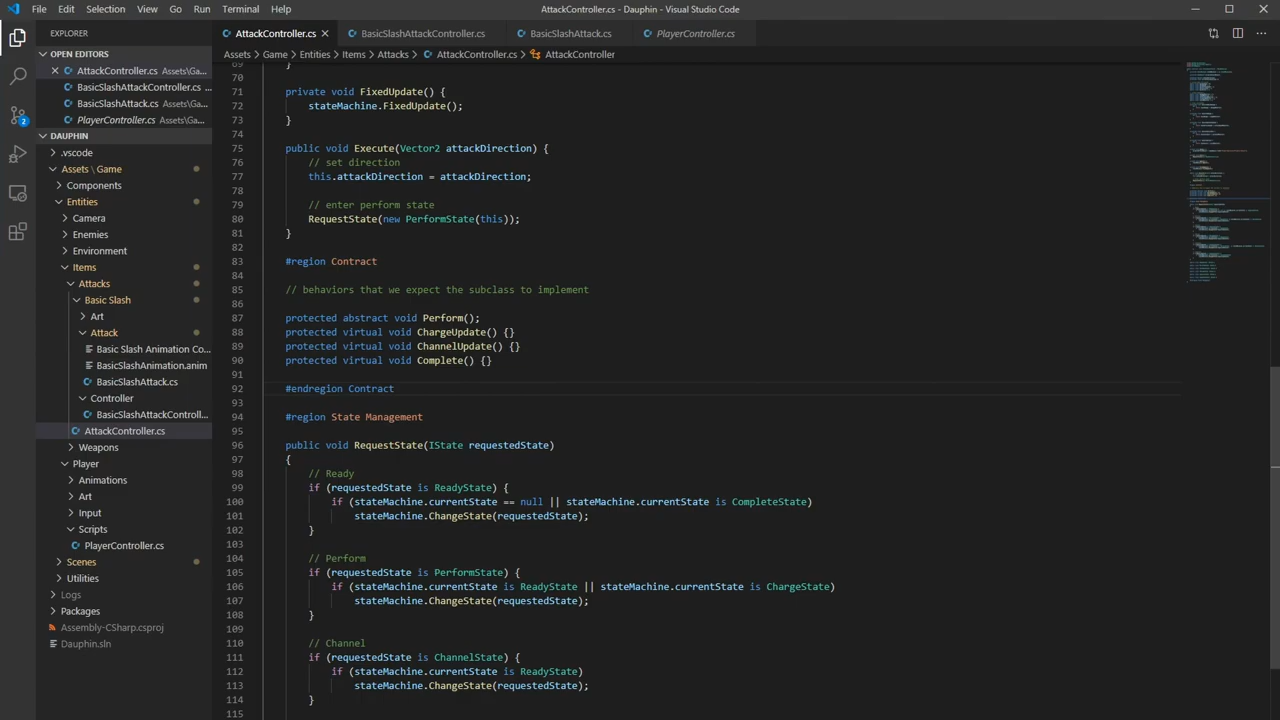 File Edit Selection View Go Run Terminal Help
AttackController.cs - Dauphin - Visual Studio Code
EXPLORER
OPEN EDITORS
AttackController.cs Assets\Ga...
BasicSlashAttackController.cs ...
BasicSlashAttack.cs Assets\Ga...
PlayerController.cs Assets\Ga...
DAUPHIN
.vscode
Assets \ Game
Components
Entities
Camera
Enemies
Environment
Items
Attacks
Basic Slash
Art
Attack
Basic Slash Animation Co...
BasicSlashAnimation.anim
BasicSlashAttack.cs
Controller
BasicSlashAttackControll...
AttackController.cs
Weapons
Player
Animations
Art
Input
Scripts
PlayerController.cs
Scenes
Utilities
Logs
Packages
Assembly-CSharp.csproj
Dauphin.sln
2
AttackController.cs BasicSlashAttackController.cs BasicSlashAttack.cs PlayerController.cs
Assets > Game > Entities > Items > Attacks > AttackController.cs > AttackController
69 }
70
71 private void FixedUpdate() {
72 stateMachine.FixedUpdate();
73 }
74
75 public void Execute(Vector2 attackDirection) {
76 // set direction
77 this.attackDirection = attackDirection;
78
79 // enter perform state
80 RequestState(new PerformState(this));
81 }
82
83 #region Contract
84
85 // behaviors that we expect the subclass to implement
86
87 protected abstract void Perform();
88 protected virtual void ChargeUpdate() {}
89 protected virtual void ChannelUpdate() {}
90 protected virtual void Complete() {}
91
92 #endregion Contract
93
94 #region State Management
95
96 public void RequestState(IState requestedState)
97 {
98 // Ready
99 if (requestedState is ReadyState) {
100 if (stateMachine.currentState == null || stateMachine.currentState is CompleteState)
101 stateMachine.ChangeState(requestedState);
102 }
103
104 // Perform
105 if (requestedState is PerformState) {
106 if (stateMachine.currentState is ReadyState || stateMachine.currentState is ChargeState)
107 stateMachine.ChangeState(requestedState);
108 }
109
110 // Channel
111 if (requestedState is ChannelState) {
112 if (stateMachine.currentState is ReadyState)
113 stateMachine.ChangeState(requestedState);
114 }
115